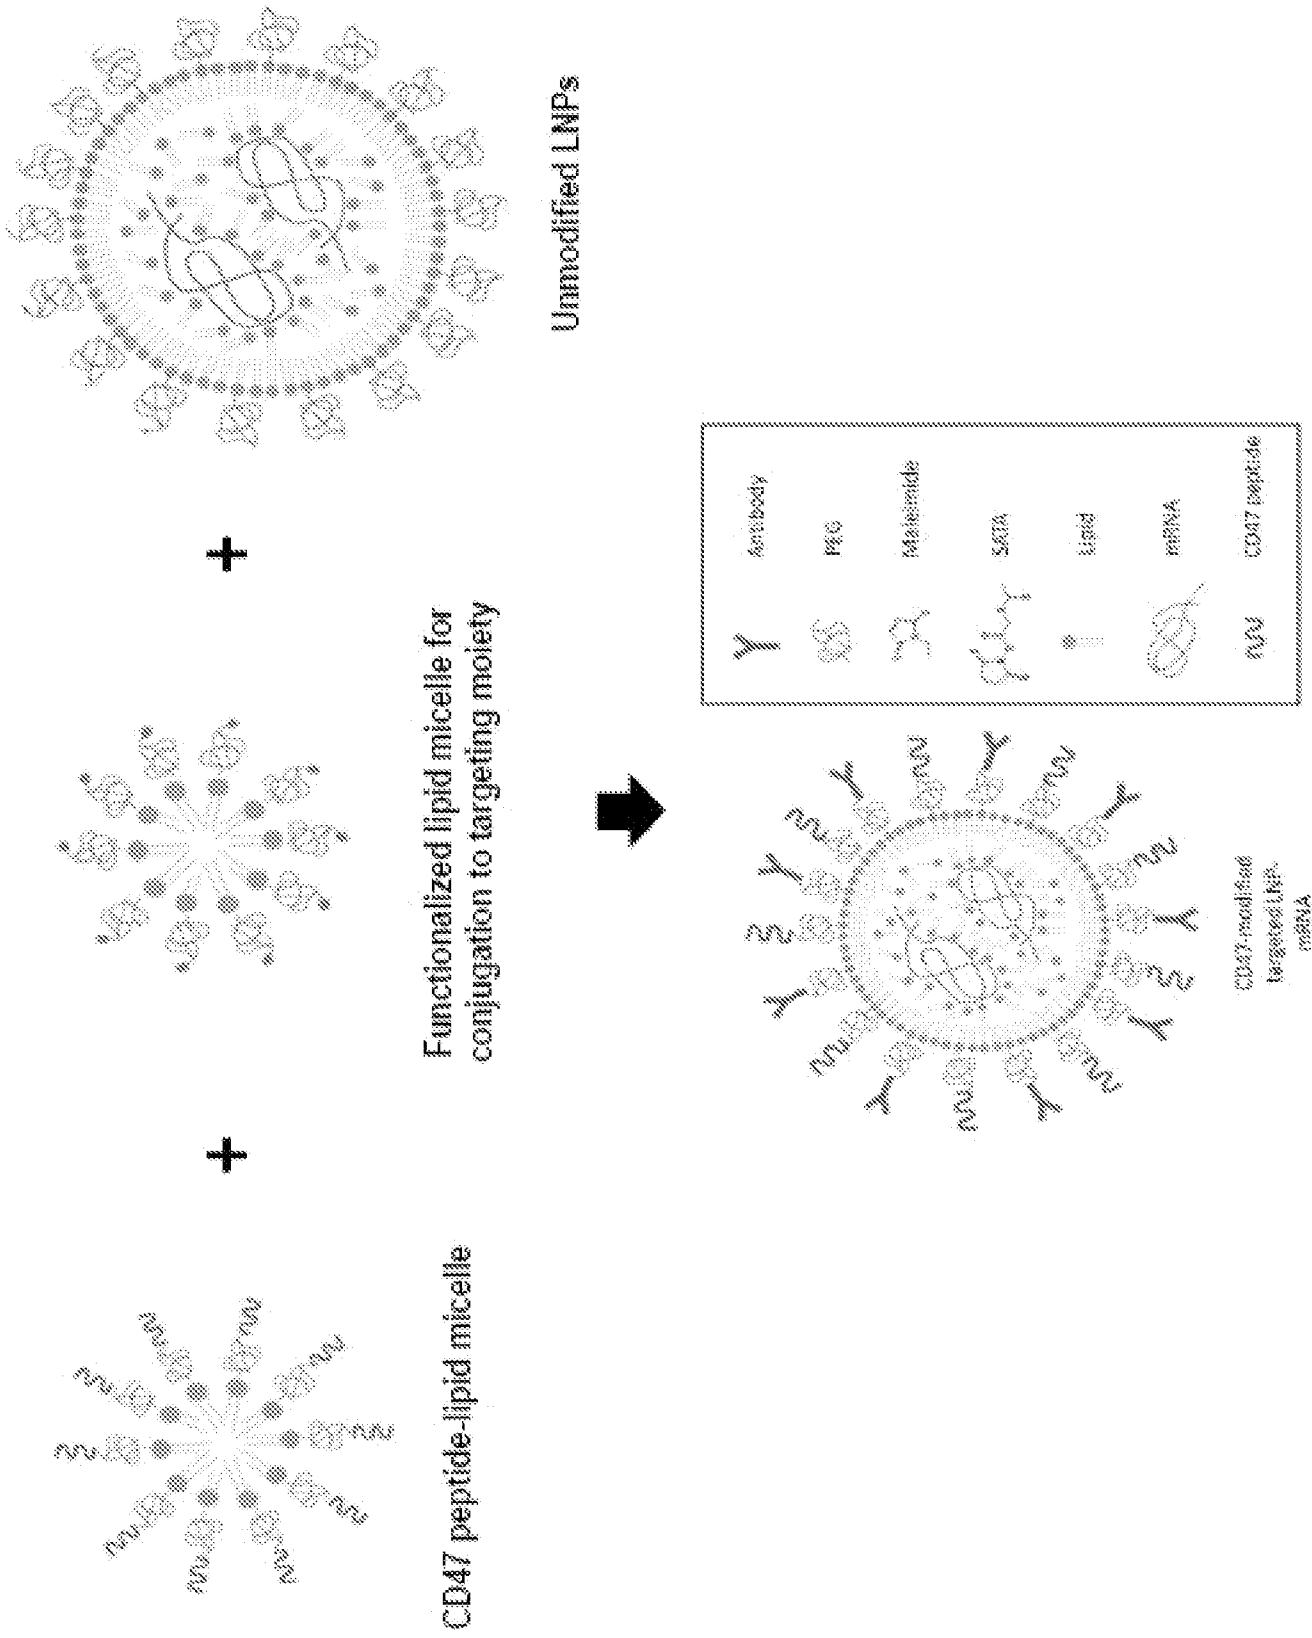 CD47 peptide-lipid micelle
+
Functionalized lipid micelle for
conjugation to targeting moiety
+
Unmodified LNPs
CD47-modified
targeted LNP-
mRNA
Antibody
PEG
Maleimide
SATA
Lipid
mRNA
CD47 peptide